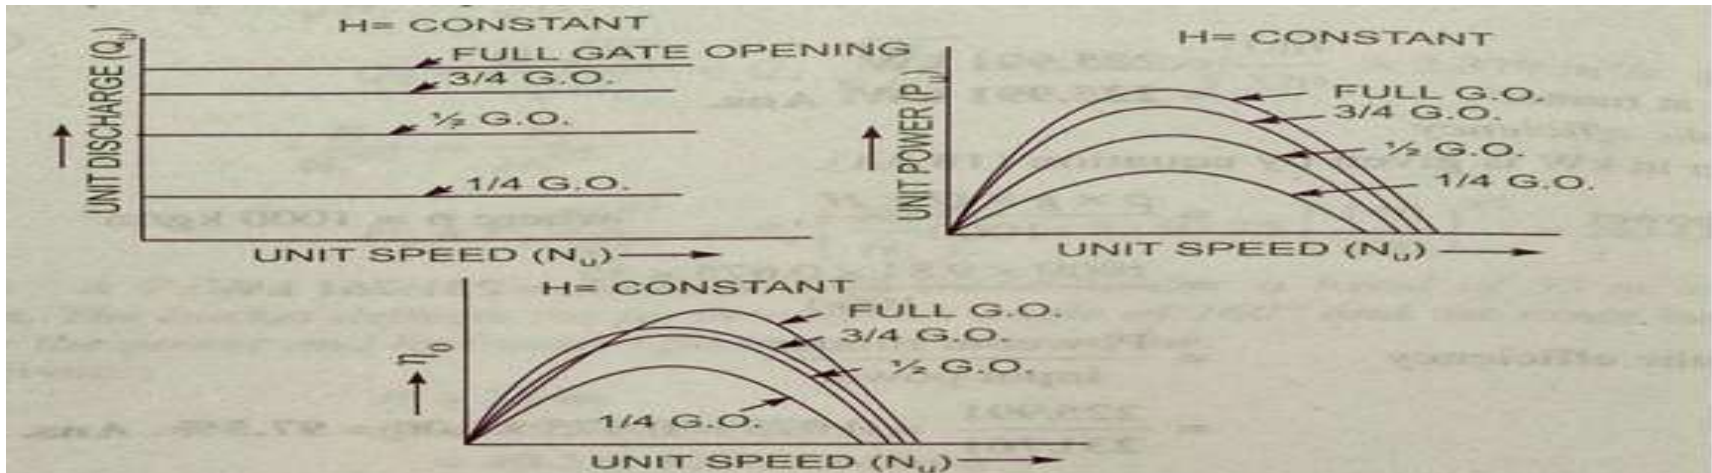 H= CONSTANT
UNIT DISCHARGE (Qu)
FULL GATE OPENING
3/4 G.O.
½ G.O.
1/4 G.O.
UNIT SPEED (Nu)
H= CONSTANT
UNIT POWER (Pu)
FULL G.O.
3/4 G.O.
½ G.O.
1/4 G.O.
UNIT SPEED (Nu)
H= CONSTANT
ηo
FULL G.O.
3/4 G.O.
½ G.O.
1/4 G.O.
UNIT SPEED (Nu)